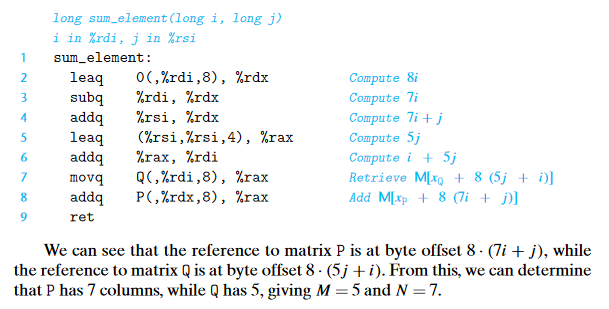 long sum_element(long i, long j)
i in %rdi, j in %rsi
1 sum_element:
2 leaq 0(,%rdi,8), %rdx Compute 8i
3 subq %rdi, %rdx Compute 7i
4 addq %rsi, %rdx Compute 7i + j
5 leaq (%rsi,%rsi,4), %rax Compute 5j
6 addq %rax, %rdi Compute i + 5j
7 movq Q(,%rdi,8), %rax Retrieve M[xQ + 8 (5j + i)]
8 addq P(,%rdx,8), %rax Add M[xP + 8 (7i + j)]
9 ret
We can see that the reference to matrix P is at byte offset 8 · (7i + j), while
the reference to matrix Q is at byte offset 8 · (5j + i). From this, we can determine
that P has 7 columns, while Q has 5, giving M = 5 and N = 7.